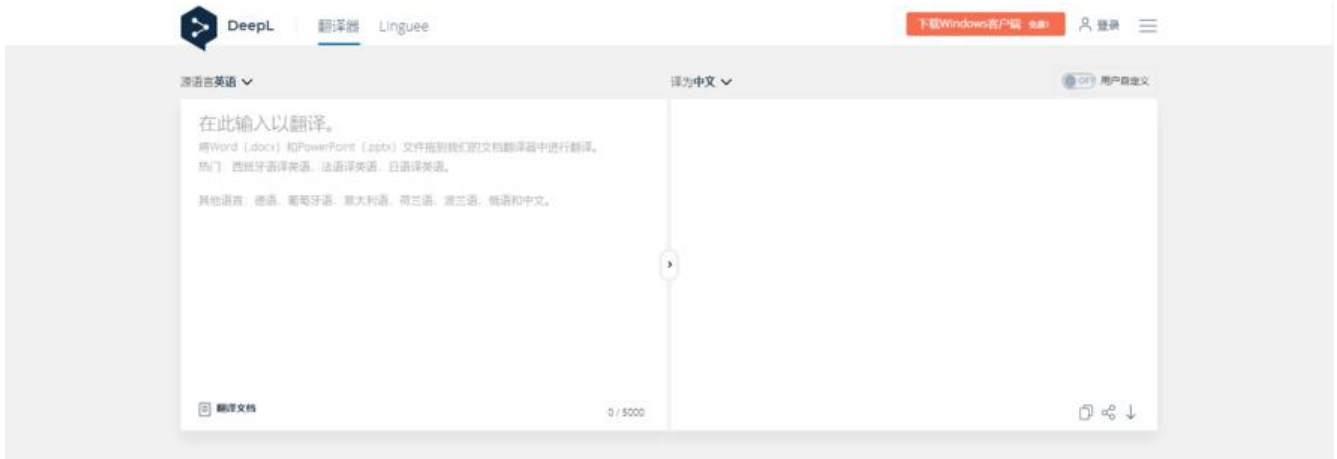 DeepL 翻译器 Linguee 下载Windows客户端 免费! 登录
源语言英语 译为中文 OFF 用户自定义
在此输入以翻译。
将Word (.docx) 和PowerPoint (.pptx) 文件拖到我们的文档翻译器中进行翻译。
热门: 西班牙语译英语、法语译英语、日语译英语。
其他语言: 德语、葡萄牙语、意大利语、荷兰语、波兰语、俄语和中文。
翻译文档 0 / 5000